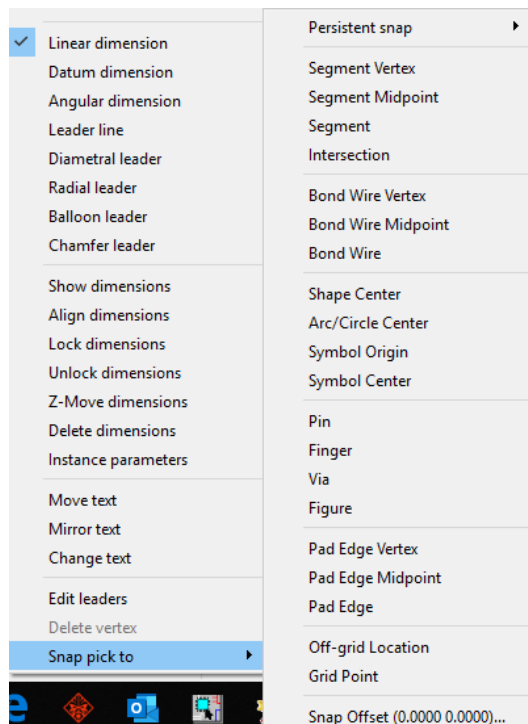 Linear dimension
Datum dimension
Angular dimension
Leader line
Diametral leader
Radial leader
Balloon leader
Chamfer leader
Show dimensions
Align dimensions
Lock dimensions
Unlock dimensions
Z-Move dimensions
Delete dimensions
Instance parameters
Move text
Mirror text
Change text
Edit leaders
Delete vertex
Snap pick to
Persistent snap
Segment Vertex
Segment Midpoint
Segment
Intersection
Bond Wire Vertex
Bond Wire Midpoint
Bond Wire
Shape Center
Arc/Circle Center
Symbol Origin
Symbol Center
Pin
Finger
Via
Figure
Pad Edge Vertex
Pad Edge Midpoint
Pad Edge
Off-grid Location
Grid Point
Snap Offset (0.0000 0.0000)...